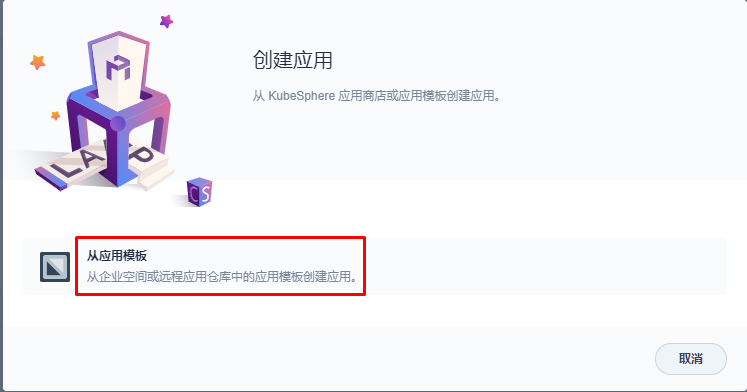 创建应用
从 KubeSphere 应用商店或应用模板创建应用。
LAMP
CS
从应用模板
从企业空间或远程应用仓库中的应用模板创建应用。
取消